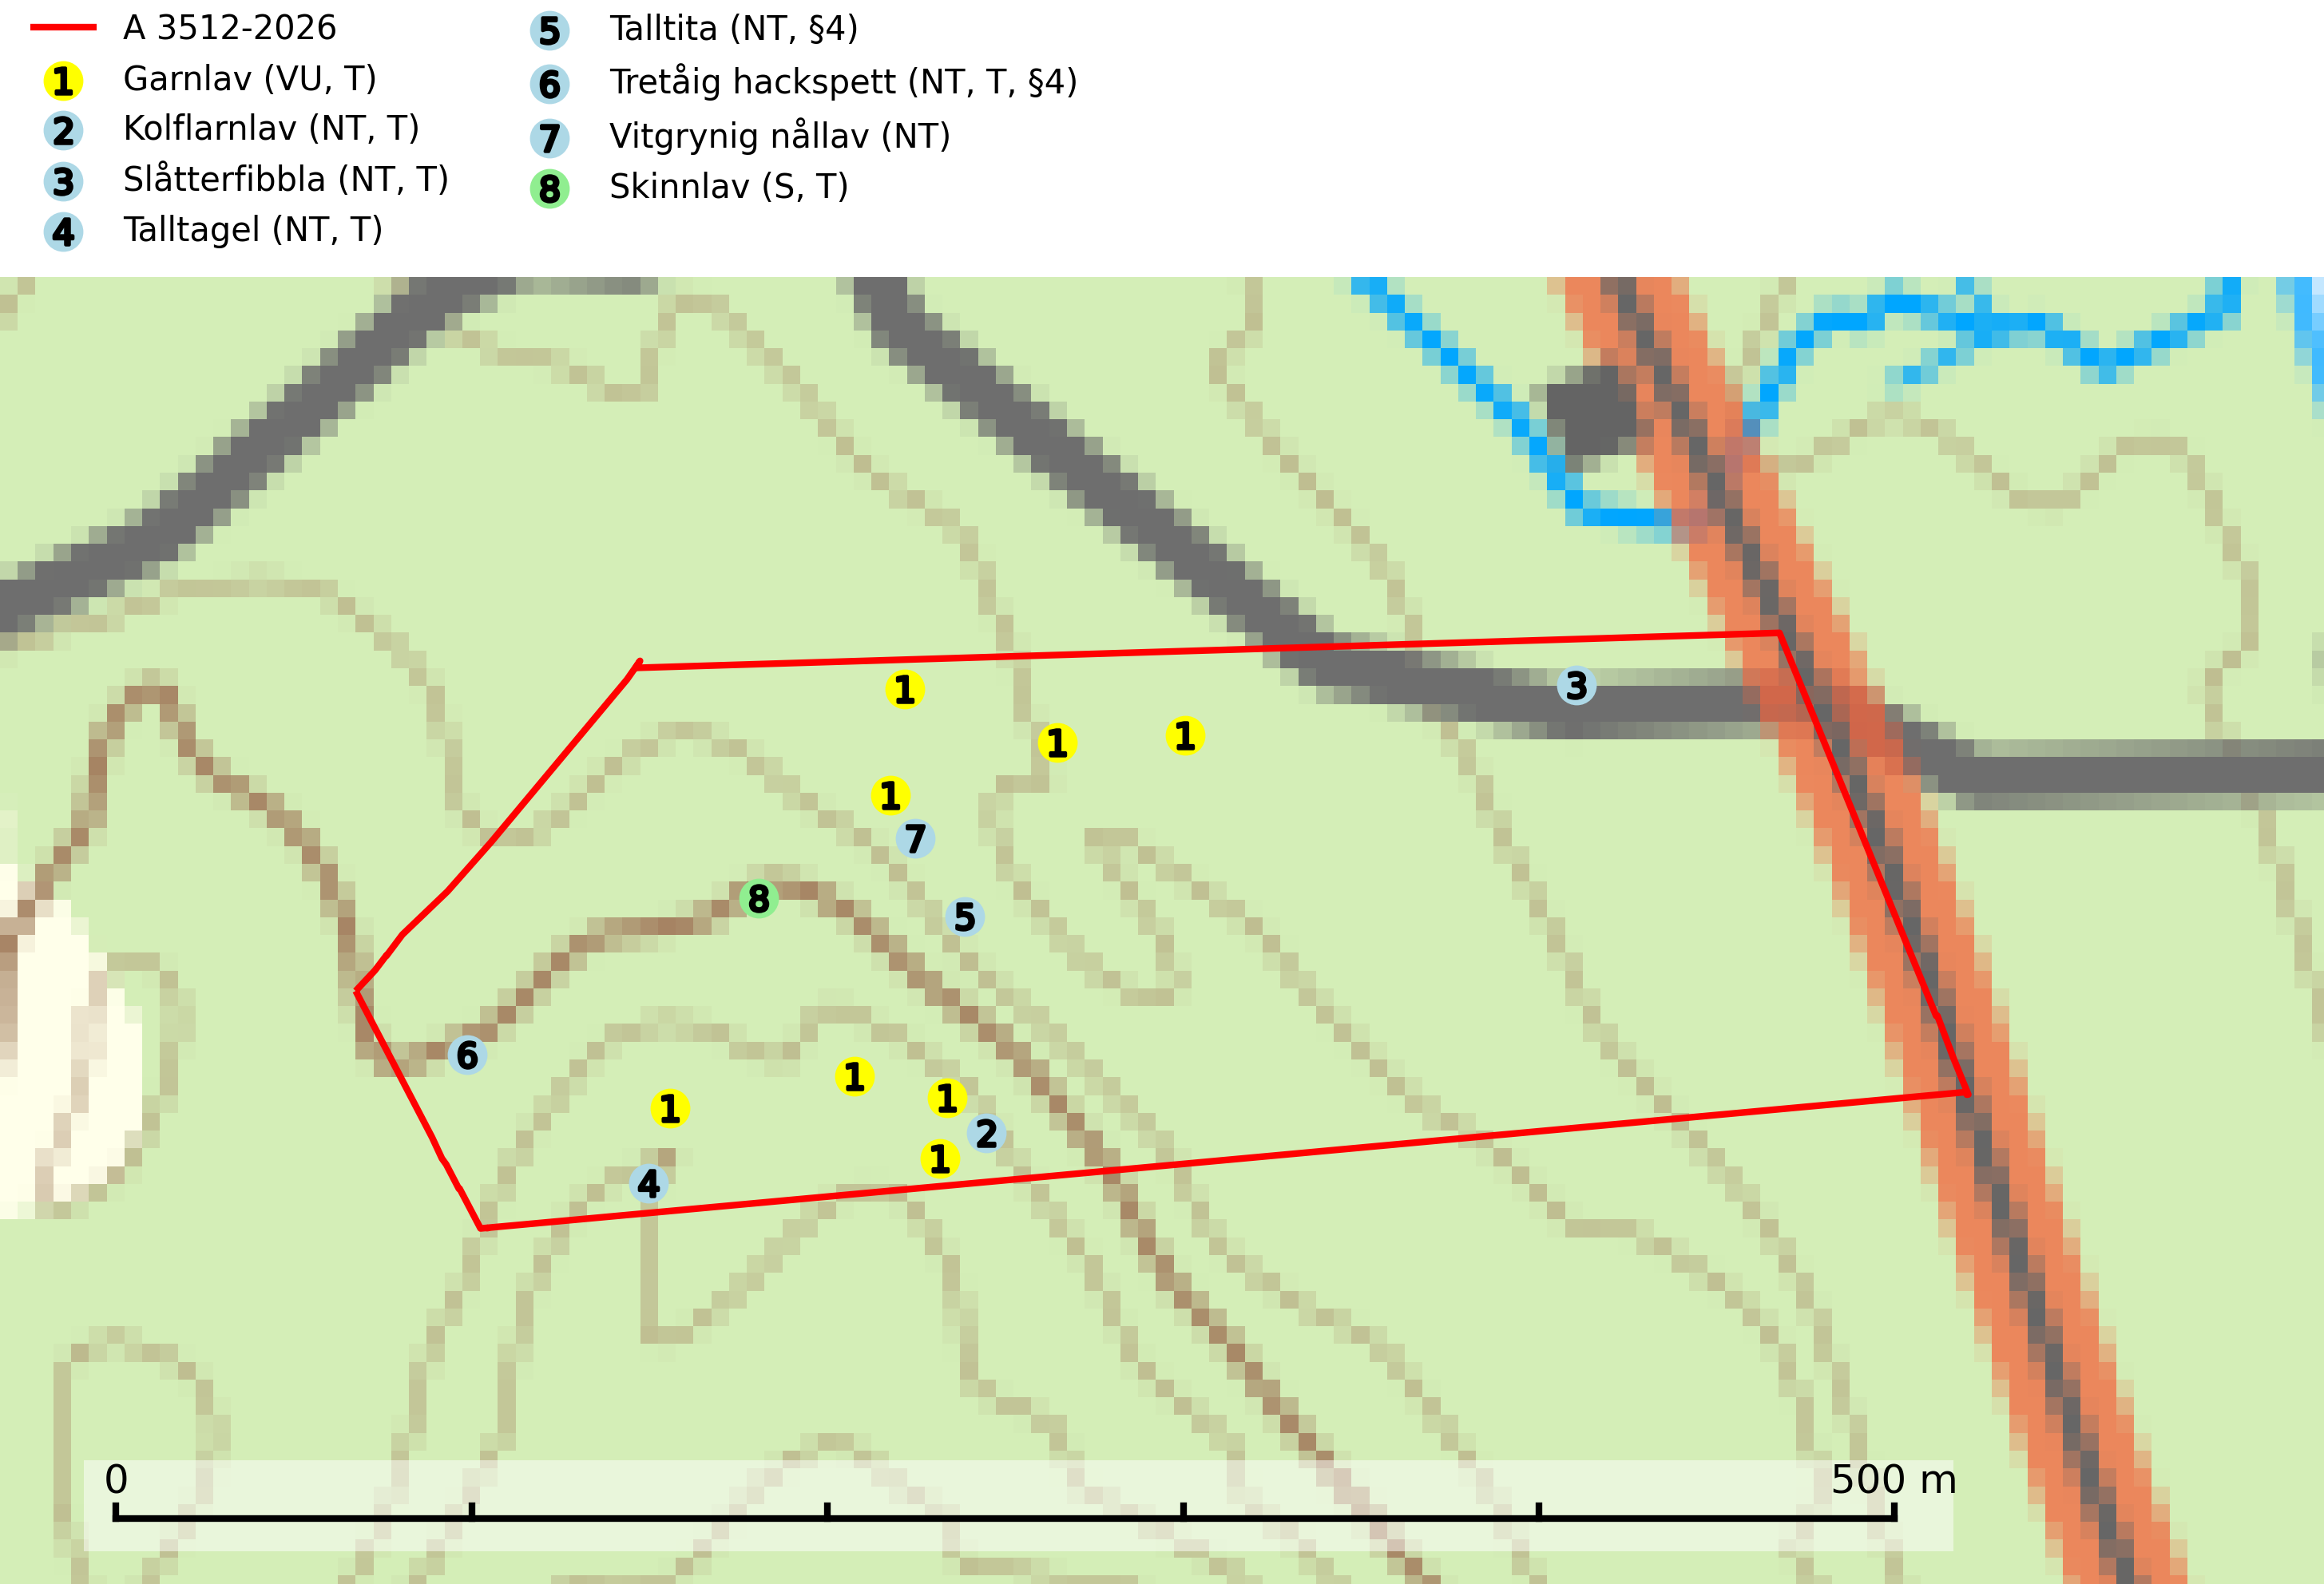 A 3512-2026
1 Garnlav (VU, T)
2 Kolflarnlav (NT, T)
3 Slåtterfibbla (NT, T)
4 Talltagel (NT, T)
5 Talltita (NT, §4)
6 Tretåig hackspett (NT, T, §4)
7 Vitgrynig nållav (NT)
8 Skinnlav (S, T)
1
3
1
1
1
7
8
5
6
1
1
1
2
1
4
0
500 m